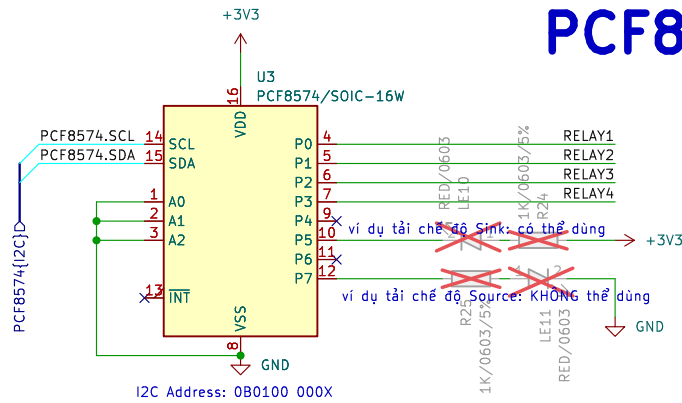 PCF8
+3V3
U3
PCF8574/SOIC-16W
16
VDD
PCF8574.SCL
14
SCL
P0
4
RELAY1
PCF8574.SDA
15
SDA
P1
5
RELAY2
P2
6
RELAY3
1
A0
P3
7
RELAY4
2
A1
P4
9
3
A2
P5
10
P6
11
13
INT
P7
12
RED/0603
LE10
1K/0603/5%
R24
ví dụ tải chế độ Sink: có thể dùng
+3V3
ví dụ tải chế độ Source: KHÔNG thể dùng
R25
1K/0603/5%
LE11
RED/0603
GND
PCF8574{I2C}
VSS
8
GND
I2C Address: 0B0100 000X